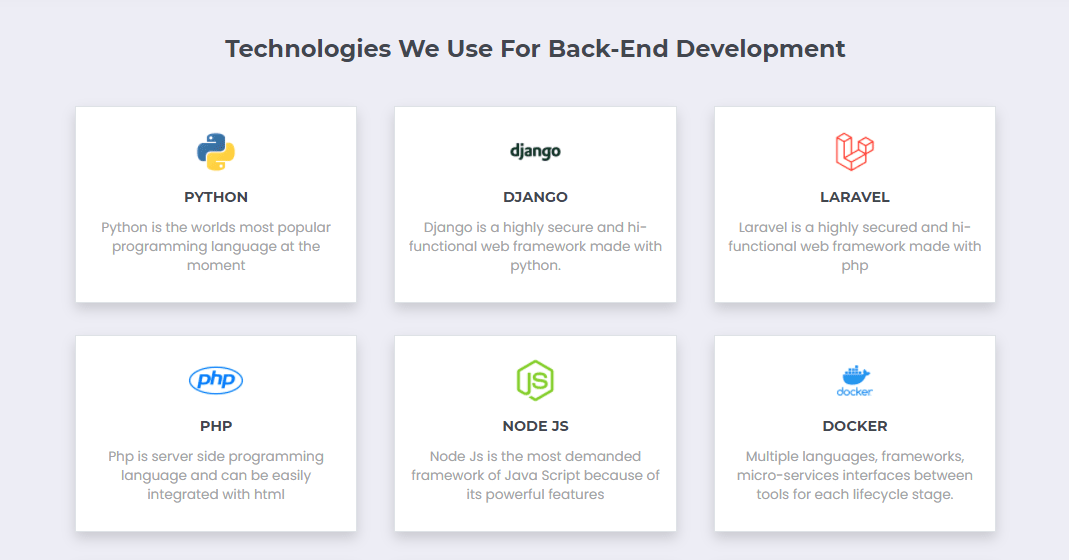 Technologies We Use For Back-End Development
PYTHON
Python is the worlds most popular
programming language at the
moment
django
DJANGO
Django is a highly secure and hi-
functional web framework made with
python.
LARAVEL
Laravel is a highly secured and hi-
functional web framework made with
php
php
PHP
Php is server side programming
language and can be easily
integrated with html
JS
NODE JS
Node Js is the most demanded
framework of Java Script because of
its powerful features
docker
DOCKER
Multiple languages, frameworks,
micro-services interfaces between
tools for each lifecycle stage.